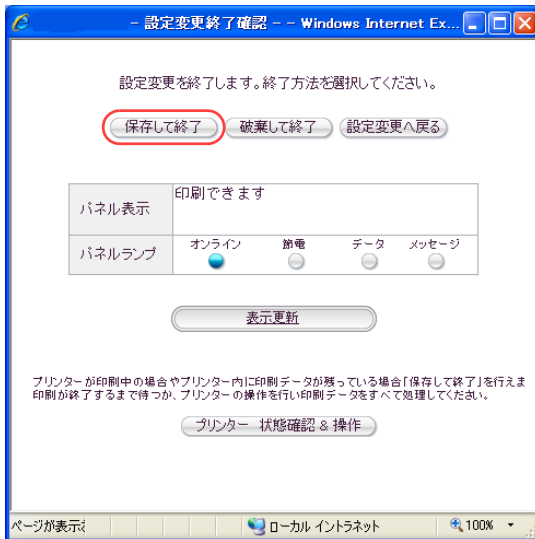 - 設定変更終了確認 - - Windows Internet Ex...
設定変更を終了します。終了方法を選択してください。
保存して終了 破棄して終了 設定変更へ戻る
パネル表示 印刷できます
パネルランプ オンライン 節電 データ メッセージ
表示更新
プリンターが印刷中の場合やプリンター内に印刷データが残っている場合「保存して終了」を行えま
印刷が終了するまで待つか、プリンターの操作を行い印刷データをすべて処理してください。
プリンター 状態確認 & 操作
ページが表示さ ローカル イントラネット 100%